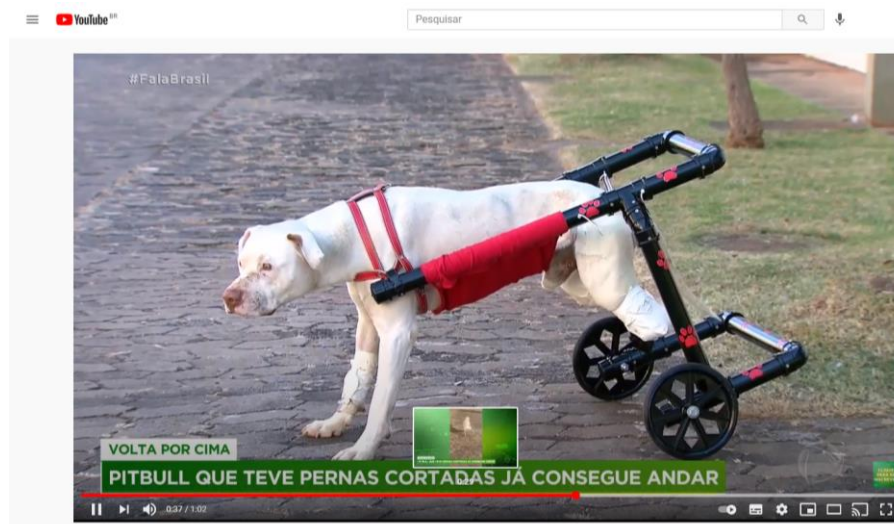 YouTube BR
Pesquisar
#FalaBrasil
VOLTA POR CIMA
PITBULL QUE TEVE PERNAS CORTADAS JÁ CONSEGUE ANDAR
0:37 / 1:02